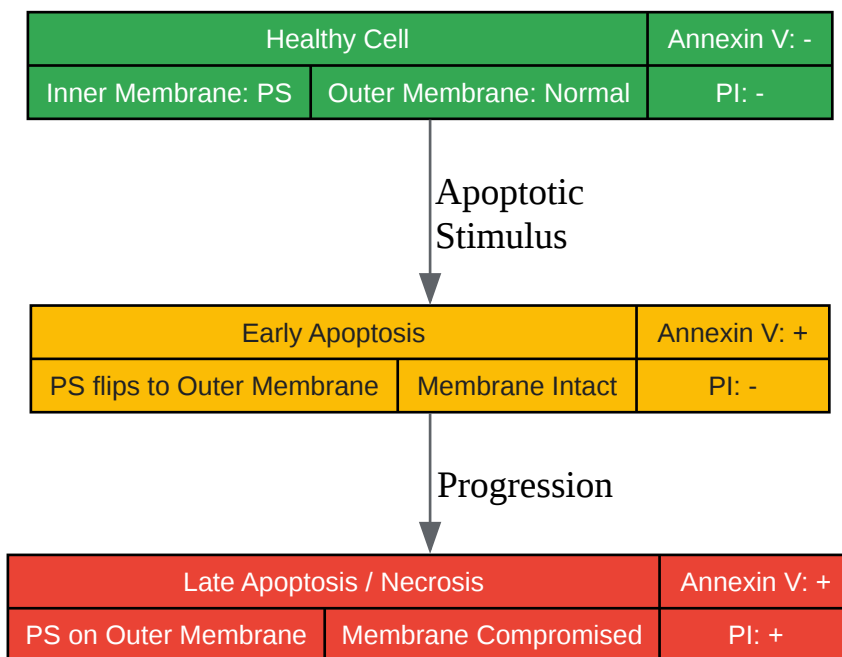 Healthy Cell
Annexin V: -
Inner Membrane: PS
Outer Membrane: Normal
PI: -
Apoptotic
Stimulus
Early Apoptosis
Annexin V: +
PS flips to Outer Membrane
Membrane Intact
PI: -
Progression
Late Apoptosis / Necrosis
Annexin V: +
PS on Outer Membrane
Membrane Compromised
PI: +